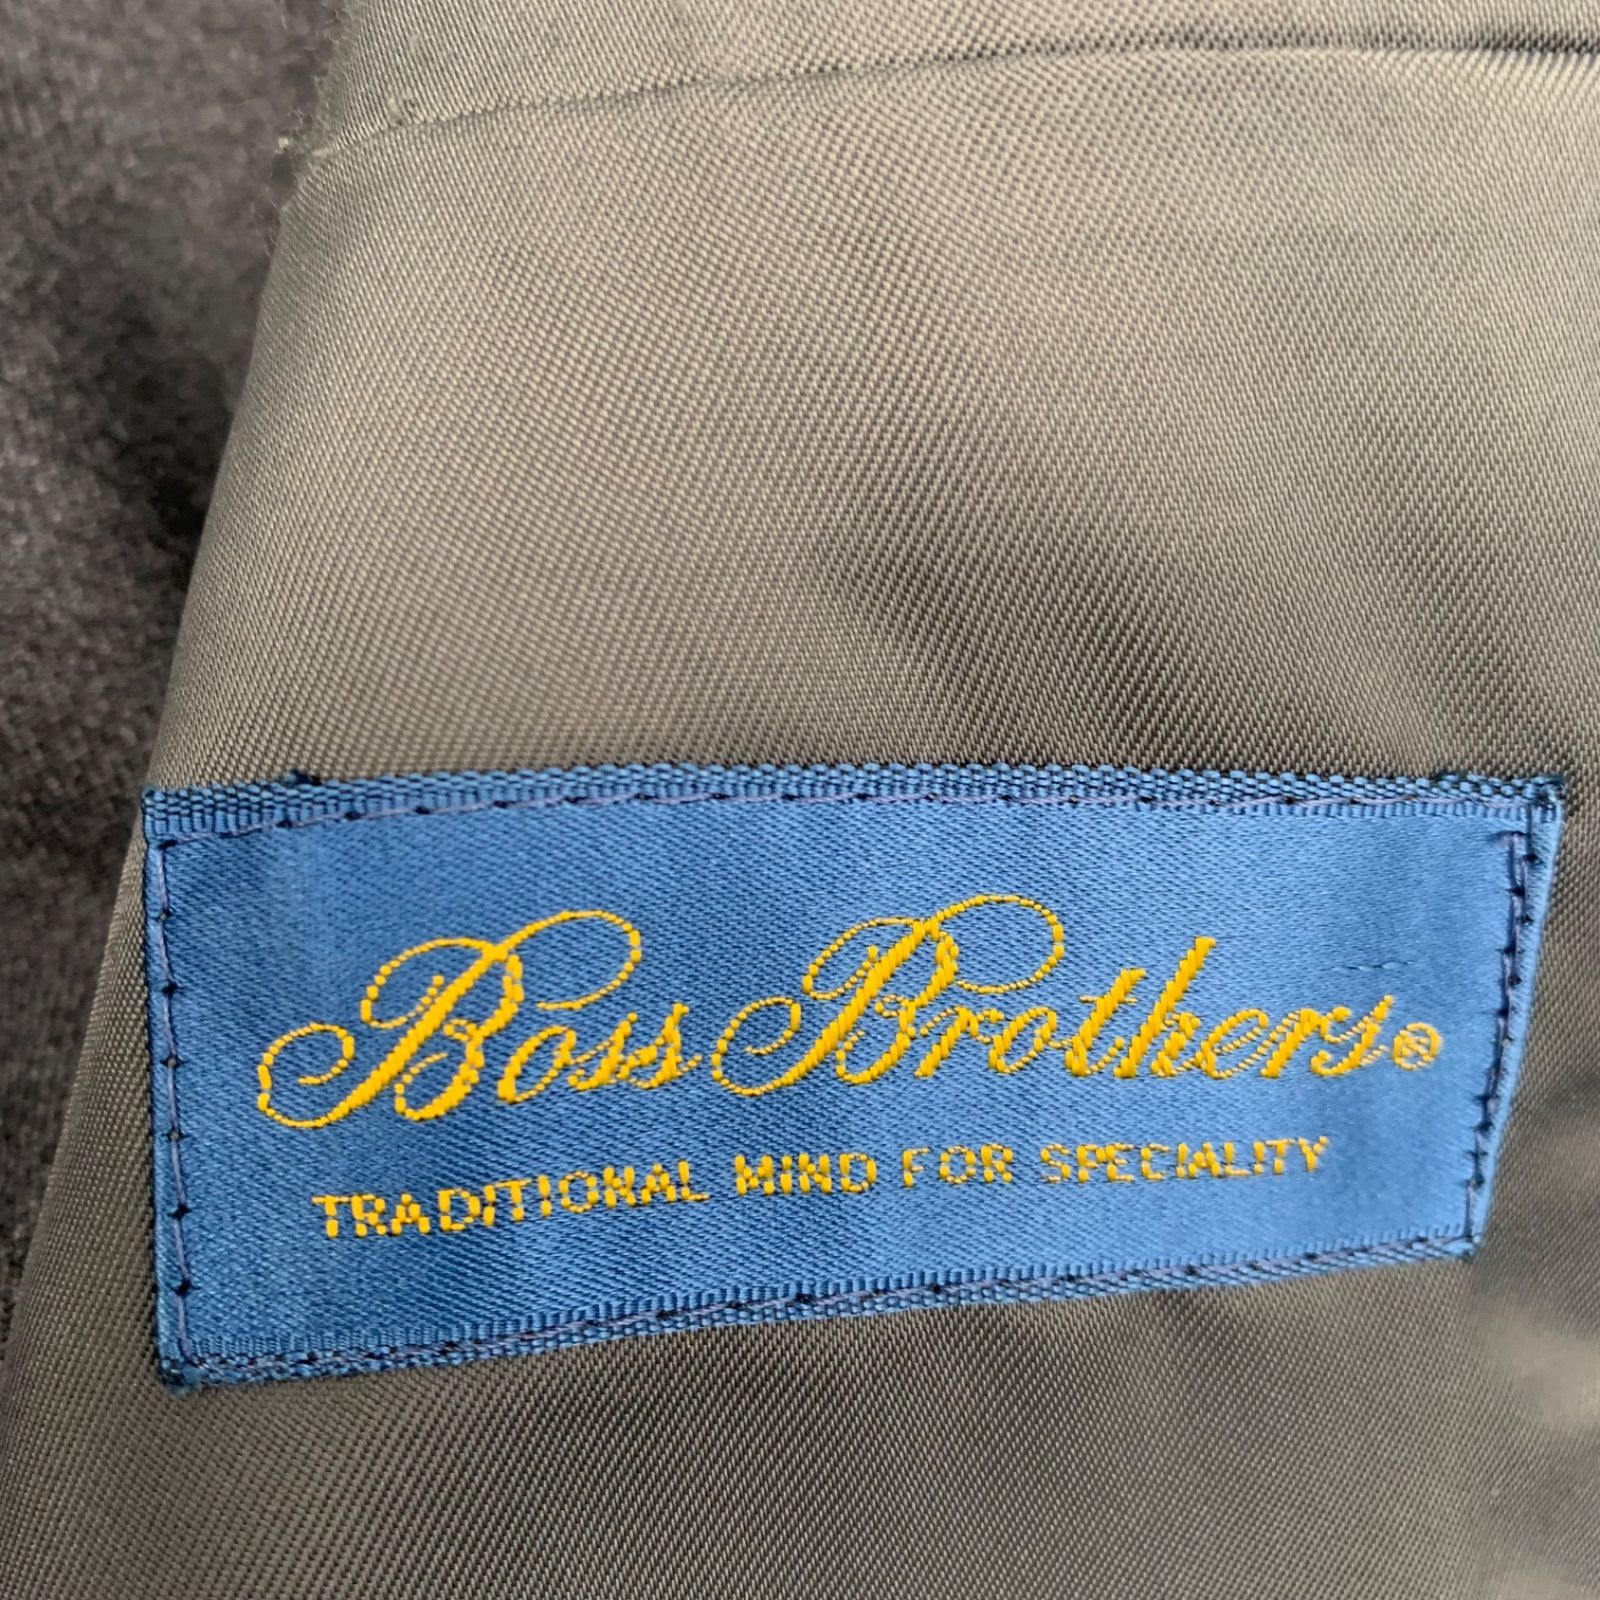 Boss Brothers®
TRADITIONAL MIND FOR SPECIALITY